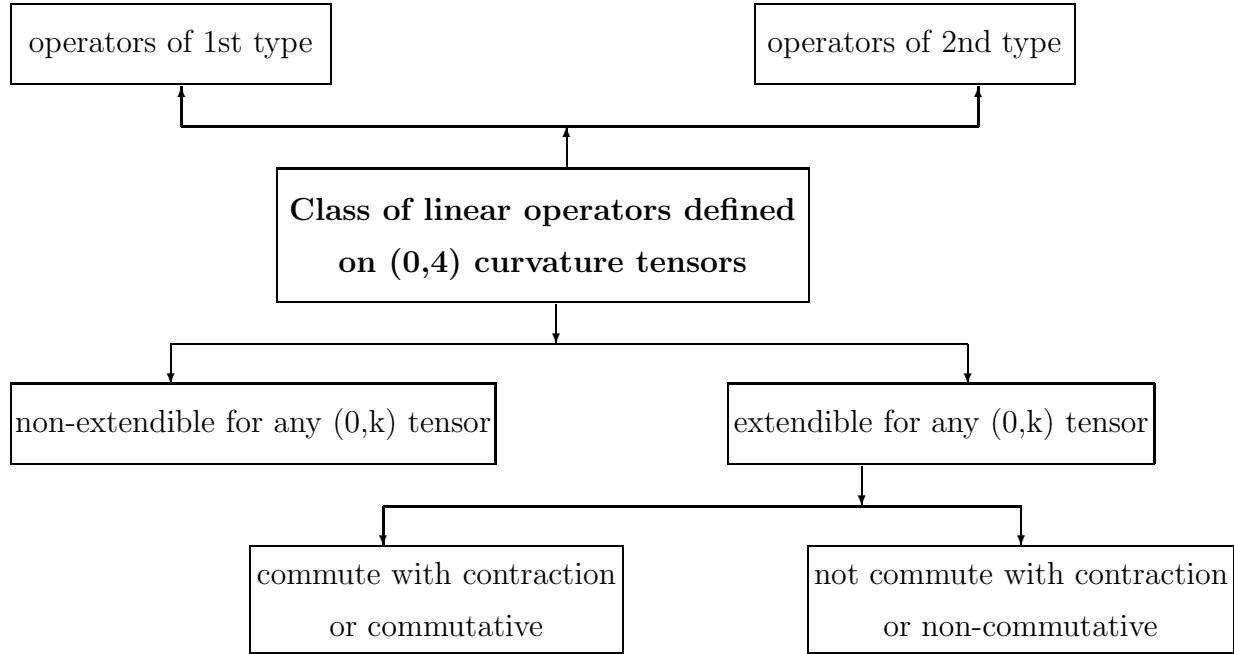 operators of 1st type
operators of 2nd type
Class of linear operators defined
on (0,4) curvature tensors
non-extendible for any (0,k) tensor
extendible for any (0,k) tensor
commute with contraction
or commutative
not commute with contraction
or non-commutative